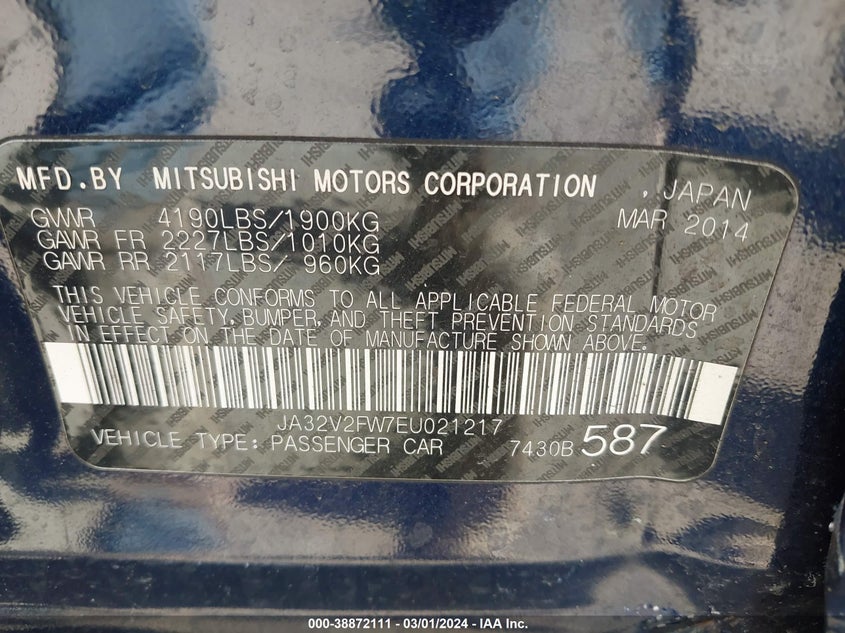 MFD.BY MITSUBISHI MOTORS CORPORATION , JAPAN
GVWR 4190LBS/1900KG MAR 2014
GAWR FR 2227LBS/1010KG
GAWR RR 2117LBS/ 960KG
THIS VEHICLE CONFORMS TO ALL APPLICABLE FEDERAL MOTOR
VEHICLE SAFETY, BUMPER, AND THEFT PREVENTION STANDARDS
IN EFFECT ON THE DATE OF MANUFACTURE SHOWN ABOVE.
JA32V2FW7EU021217
VEHICLE TYPE: PASSENGER CAR 7430B 587
000-38872111 - 03/01/2024 - IAA Inc.